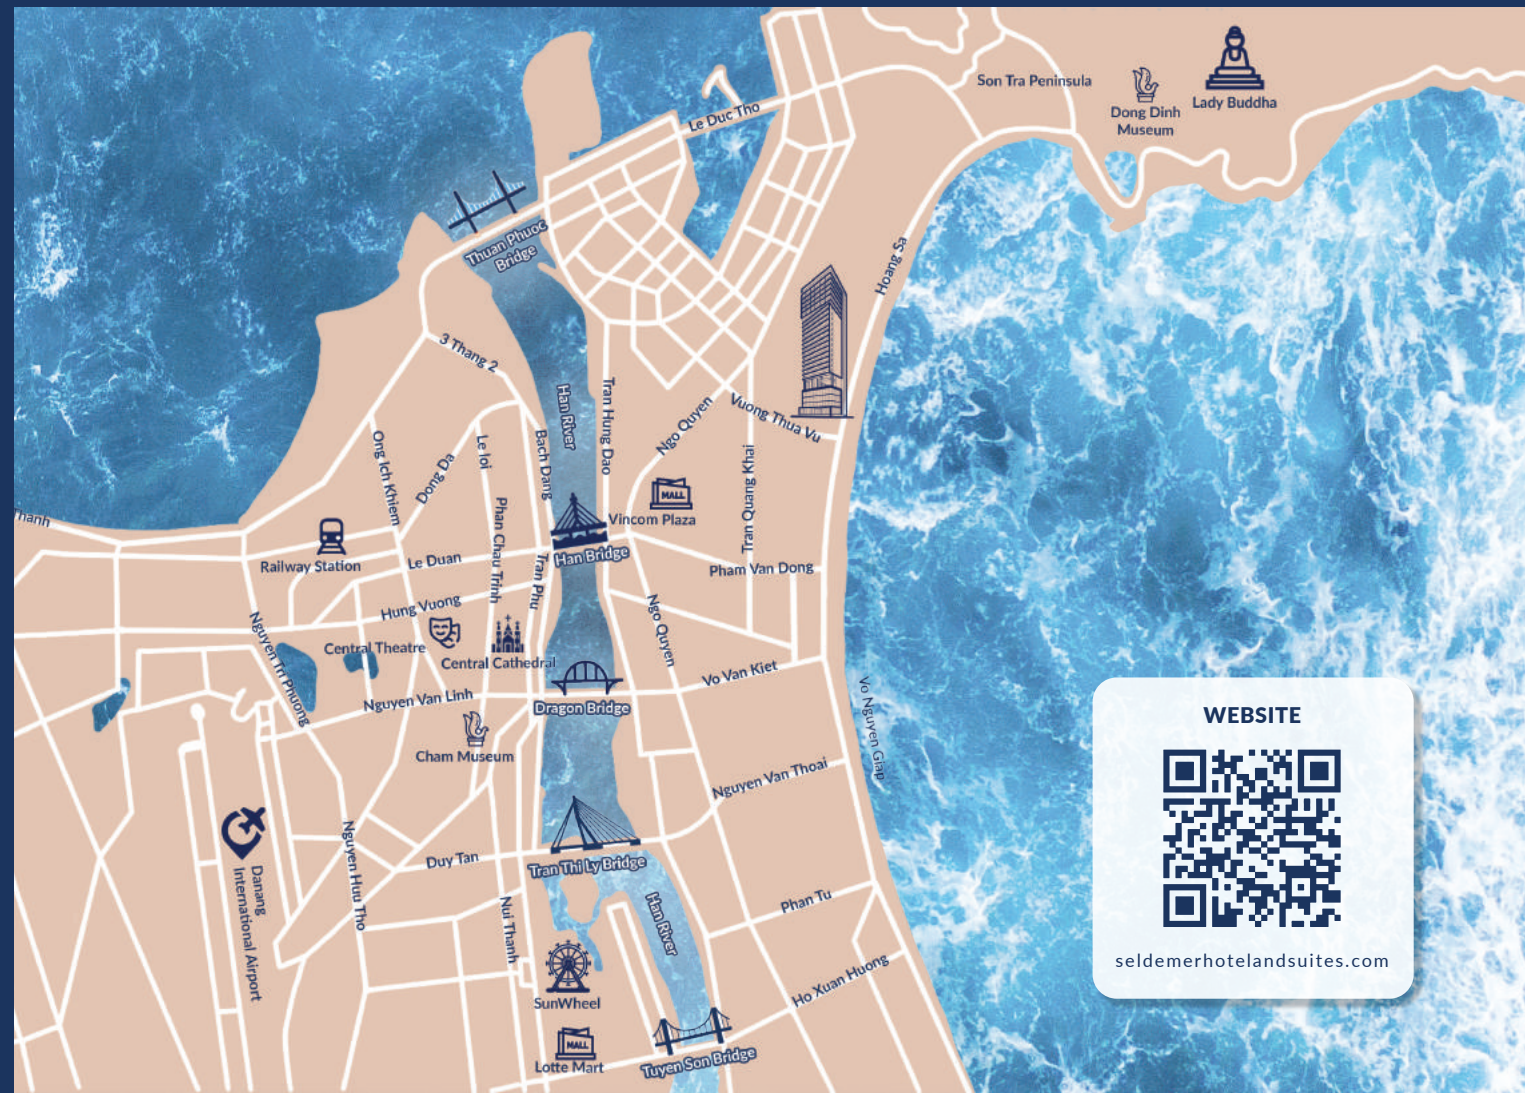 Son Tra Peninsula
Dong Dinh
Museum
Lady Buddha
Le Duc Tho
Thuan Phuoc
Bridge
Hoang Sa
3 Thang 2
Han River
Tran Hung Dao
Ngo Quyen
Vuong Thua Vu
Ong Ich Khiem
Dong Da
Le loi
Bach Dang
Tran Quang Khai
MALL
Vincom Plaza
Thanh
Railway Station
Le Duan
Phan Chau Trinh
Tran Phu
Han Bridge
Pham Van Dong
Hung Vuong
Ngo Quyen
Nguyen Tri Phuong
Central Theatre
Central Cathedral
Vo Van Kiet
Nguyen Van Linh
Dragon Bridge
Vo Nguyen Giap
Cham Museum
Nguyen Van Thoai
WEBSITE
Danang
International Airport
Nguyen Huu Tho
Duy Tan
Tran Thi Ly Bridge
Nui Thanh
Han River
Phan Tu
Ho Xuan Huong
seldemerhotelandsuites.com
SunWheel
MALL
Lotte Mart
Tuyen Son Bridge